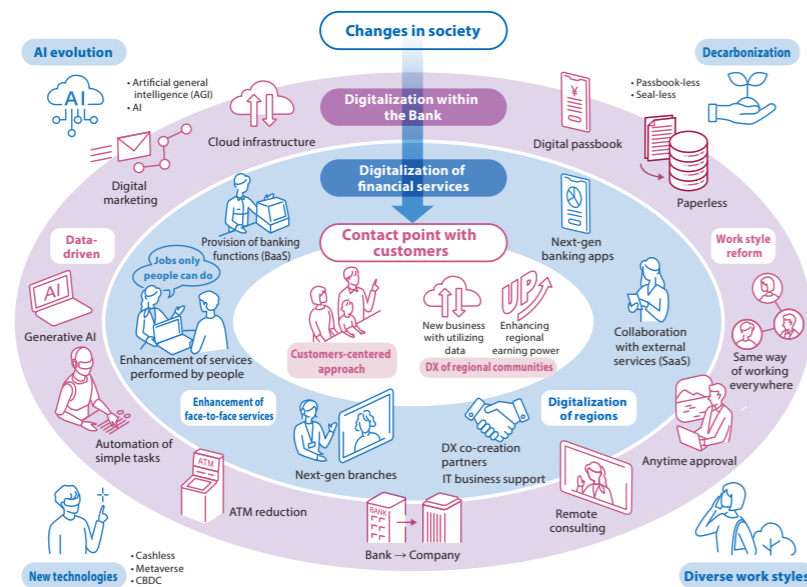 Changes in society
AI evolution
• Artificial general
intelligence (AGI)
• AI
AI
Decarbonization
• Passbook-less
• Seal-less
Digitalization within
the Bank
Cloud infrastructure
Digital
marketing
¥
Digital passbook
Paperless
Digitalization of
financial services
Provision of banking
functions (BaaS)
Next-gen
banking apps
Contact point with
customers
Data-
driven
Jobs only
people can do
Work style
reform
AI
Generative AI
Enhancement of services
performed by people
Customers-centered
approach
New business
with utilizing
data
UP
Enhancing
regional
earning power
DX of regional communities
Collaboration
with external
services (SaaS)
Same way
of working
everywhere
Enhancement of
face-to-face services
Digitalization
of regions
Automation of
simple tasks
Next-gen branches
DX co-creation
partners
IT business support
Anytime approval
ATM
ATM reduction
BANK
Bank → Company
Remote
consulting
New technologies
• Cashless
• Metaverse
• CBDC
Diverse work styles